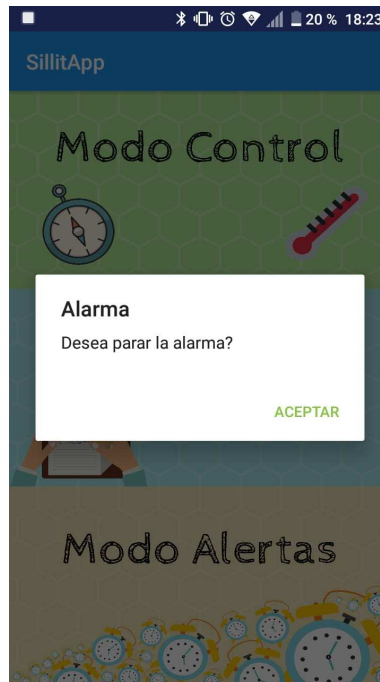 20 % 18:23
SillitApp
Modo Control
Alarma
Desea parar la alarma?
ACEPTAR
Modo Alertas